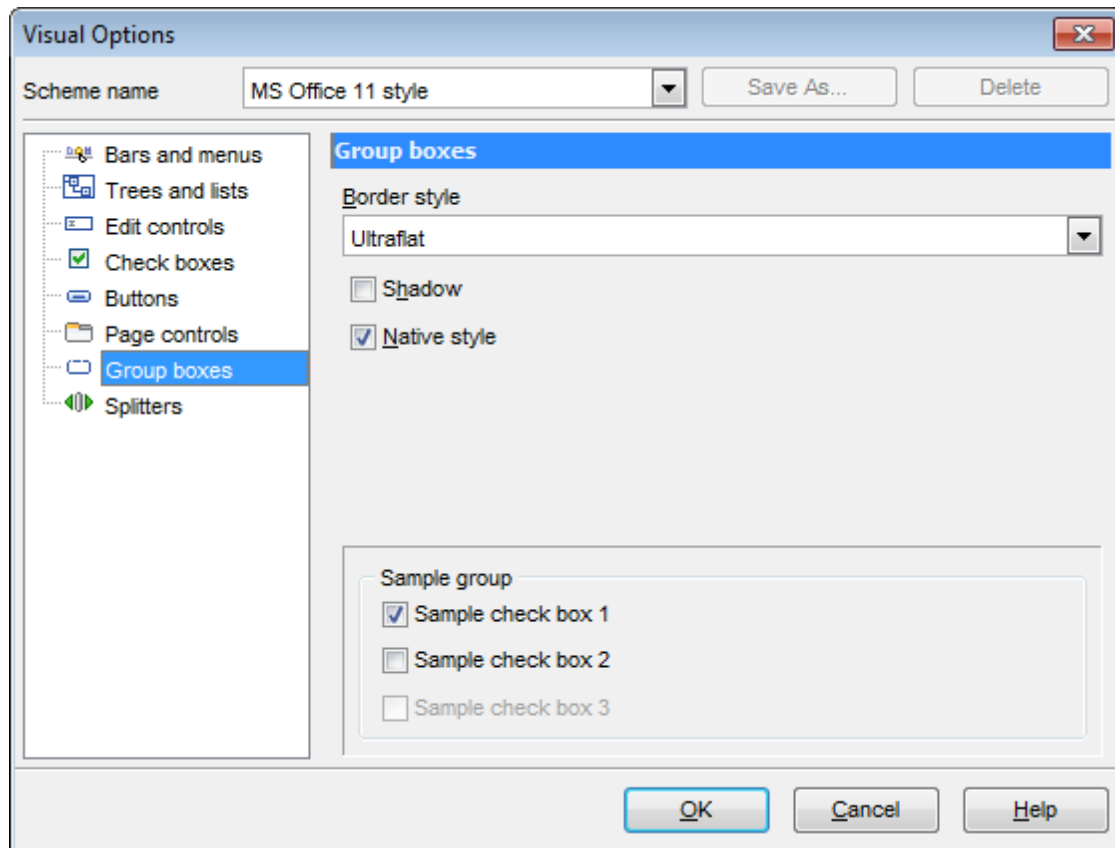 Visual Options
Scheme name
MS Office 11 style
Save As...
Delete
Bars and menus
Trees and lists
Edit controls
Check boxes
Buttons
Page controls
Group boxes
Splitters
Group boxes
Border style
Ultraflat
Shadow
Native style
Sample group
Sample check box 1
Sample check box 2
Sample check box 3
OK
Cancel
Help